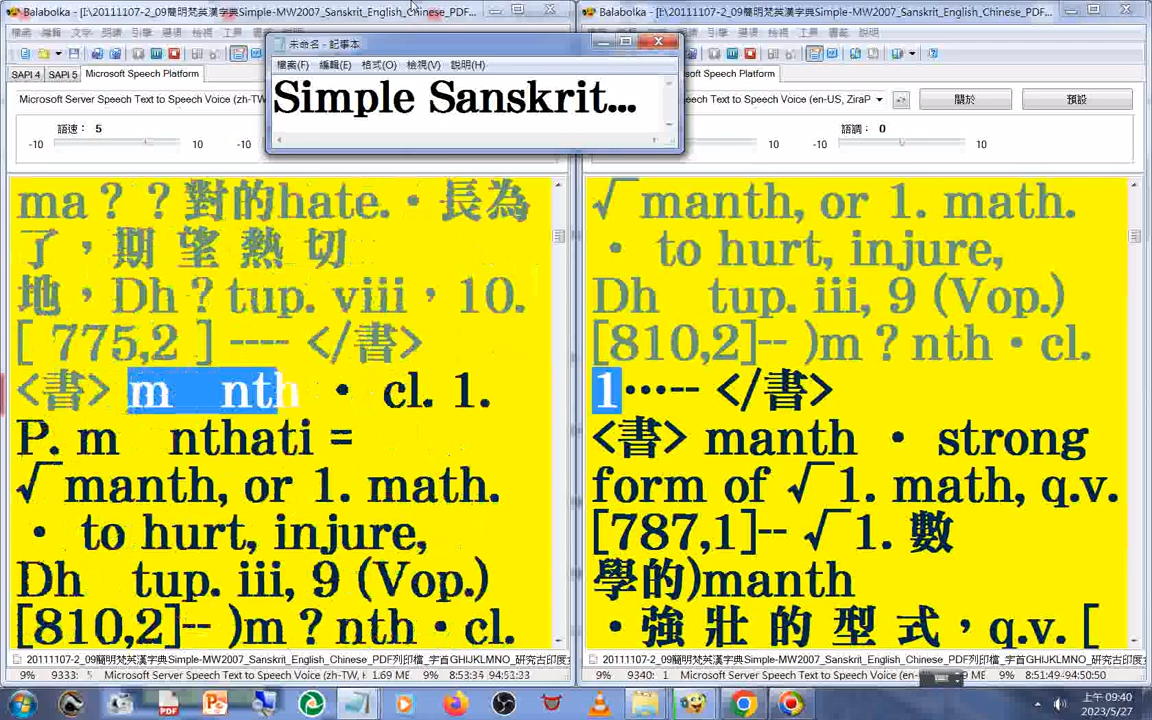 Balabolka - [I:\20111107-2_09簡明梵英漢字典Simple-MW2007_Sanskrit_English_Chinese_PDF...
Balabolka - [I:\20111107-2_09簡明梵英漢字典Simple-MW2007_Sanskrit_English_Chinese_PDF...
未命名 - 記事本
檔案(F) 編輯(E) 格式(O) 檢視(V) 說明(H)
Simple Sanskrit...
SAPI 4 SAPI 5 Microsoft Speech Platform
Speech Platform
Microsoft Server Speech Text to Speech Voice (zh-TW
eech Text to Speech Voice (en-US, ZiraP
關於
預設
語速： 5
-10 10 -10
語調： 0
10 -10 10
ma？？對的hate.·長為
了，期 望 熱 切
地，Dh？tup. viii，10.
[ 775,2 ] ---- </書>
<書> m nth • cl. 1.
P. m nthati =
√manth, or 1. math.
• to hurt, injure,
Dh tup. iii, 9 (Vop.)
[810,2]-- )m？nth·cl.
√manth, or 1. math.
• to hurt, injure,
Dh tup. iii, 9 (Vop.)
[810,2]-- )m？nth·cl.
1…-- </書>
<書> manth • strong
form of √1. math, q.v.
[787,1]-- √1. 數
學的)manth
·強 壯 的 型 式，q.v. [
20111107-2_09簡明梵英漢字典Simple-MW2007_Sanskrit_English_Chinese_PDF列印檔_字首GHIJKLMNO_研究古印度
20111107-2_09簡明梵英漢字典Simple-MW2007_Sanskrit_English_Chinese_PDF列印檔_字首GHIJKLMNO_研究古印度
9% 9333: 5 Microsoft Server Speech Text to Speech Voice (zh-TW, 1.69 ME 9% 8:53:34 - 94:51:23
9% 9340: 1 Microsoft Server Speech Text to Speech Voice (en- 9 ME 9% 8:51:49 - 94:50:50
上午 09:40
2023/5/27